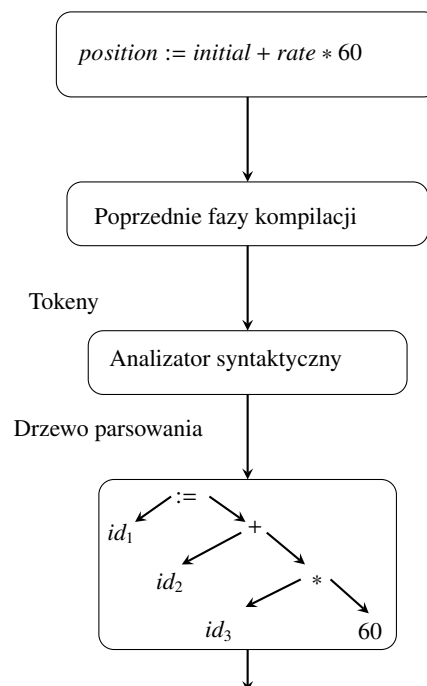 position := initial + rate * 60
Poprzednie fazy kompilacji
Tokeny
Analizator syntaktyczny
Drzewo parsowania
:=
id₁ +
id₂ *
id₃ 60